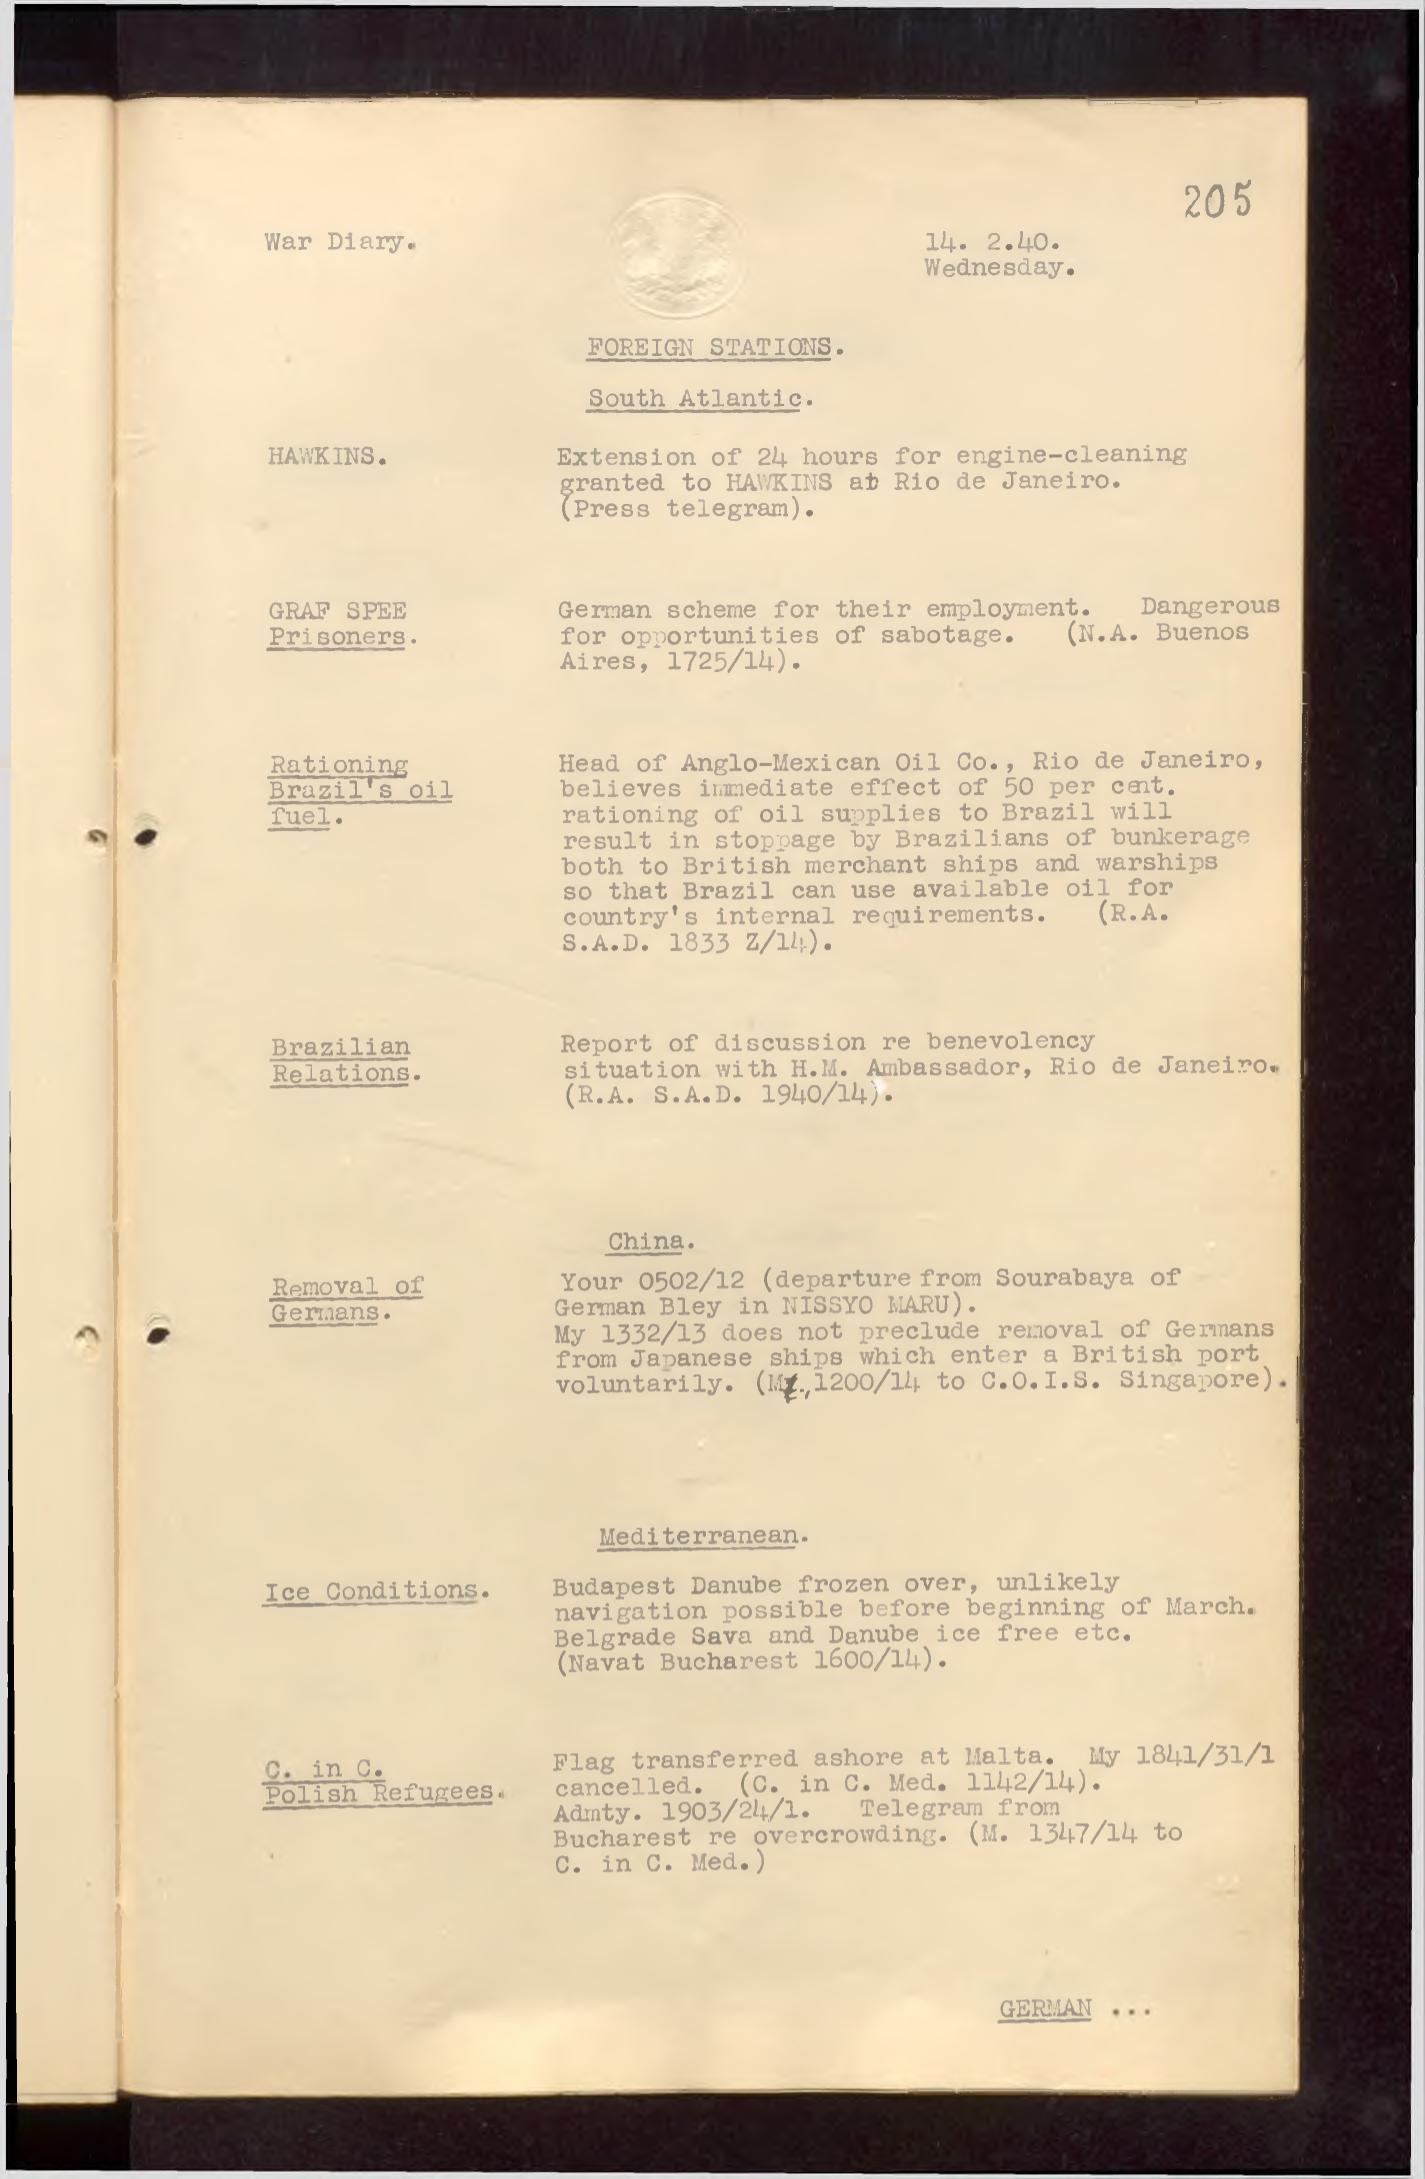 205
War Diary.
14. 2.40.
Wednesday.
FOREIGN STATIONS.
South Atlantic.
HAWKINS.
Extension of 24 hours for engine-cleaning
granted to HAWKINS at Rio de Janeiro.
(Press telegram).
GRAF SPEE
Prisoners.
German scheme for their employment. Dangerous
for opportunities of sabotage. (N.A. Buenos
Aires, 1725/14).
Rationing
Brazil's oil
fuel.
Head of Anglo-Mexican Oil Co., Rio de Janeiro,
believes immediate effect of 50 per cent.
rationing of oil supplies to Brazil will
result in stoppage by Brazilians of bunkerage
both to British merchant ships and warships
so that Brazil can use available oil for
country's internal requirements. (R.A.
S.A.D. 1833 Z/14).
Brazilian
Relations.
Report of discussion re benevolency
situation with H.M. Ambassador, Rio de Janeiro.
(R.A. S.A.D. 1940/14).
China.
Removal of
Germans.
Your 0502/12 (departure from Sourabaya of
German Bley in NISSYO MARU).
My 1332/13 does not preclude removal of Germans
from Japanese ships which enter a British port
voluntarily. (M., 1200/14 to C.O.I.S. Singapore).
Mediterranean.
Ice Conditions.
Budapest Danube frozen over, unlikely
navigation possible before beginning of March.
Belgrade Sava and Danube ice free etc.
(Navat Bucharest 1600/14).
C. in C.
Polish Refugees.
Flag transferred ashore at Malta. My 1841/31/1
cancelled. (C. in C. Med. 1142/14).
Admty. 1903/24/1. Telegram from
Bucharest re overcrowding. (M. 1347/14 to
C. in C. Med.)
GERMAN ...